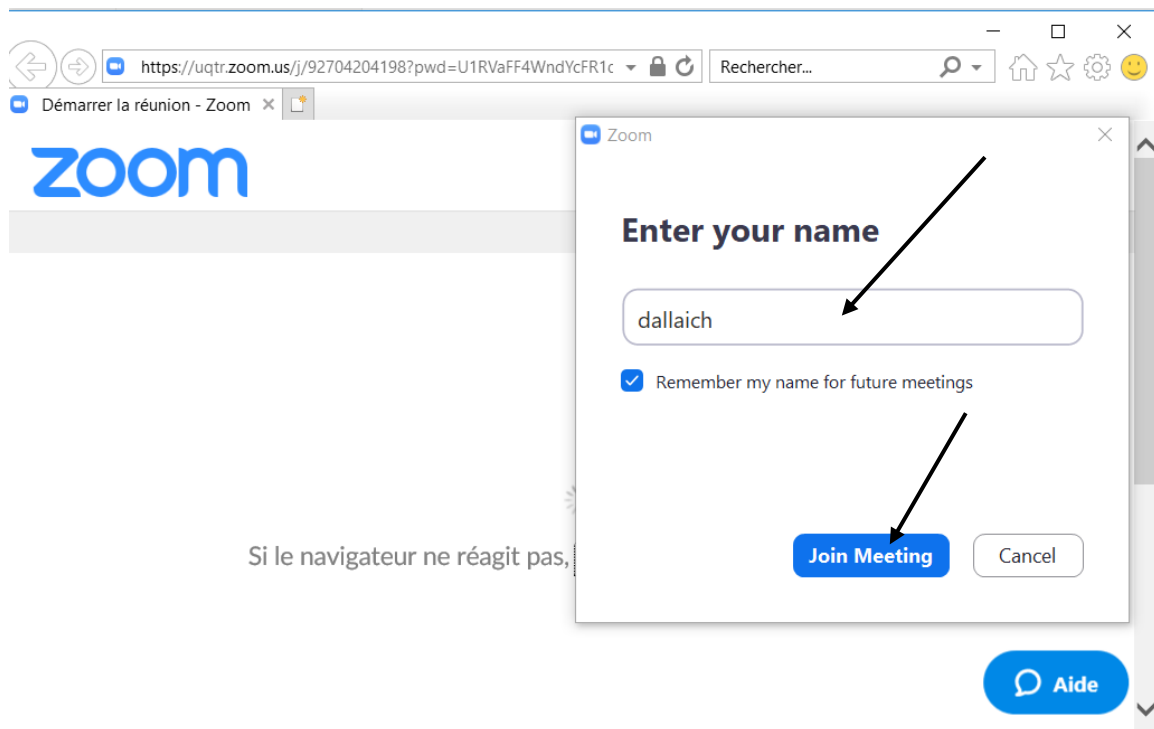 https://uqtr.zoom.us/j/92704204198?pwd=U1RVaFF4WndYcFR1c
Rechercher...
Démarrer la réunion - Zoom
zoom
Zoom
Enter your name
dallaich
Remember my name for future meetings
Si le navigateur ne réagit pas,
Join Meeting
Cancel
Aide